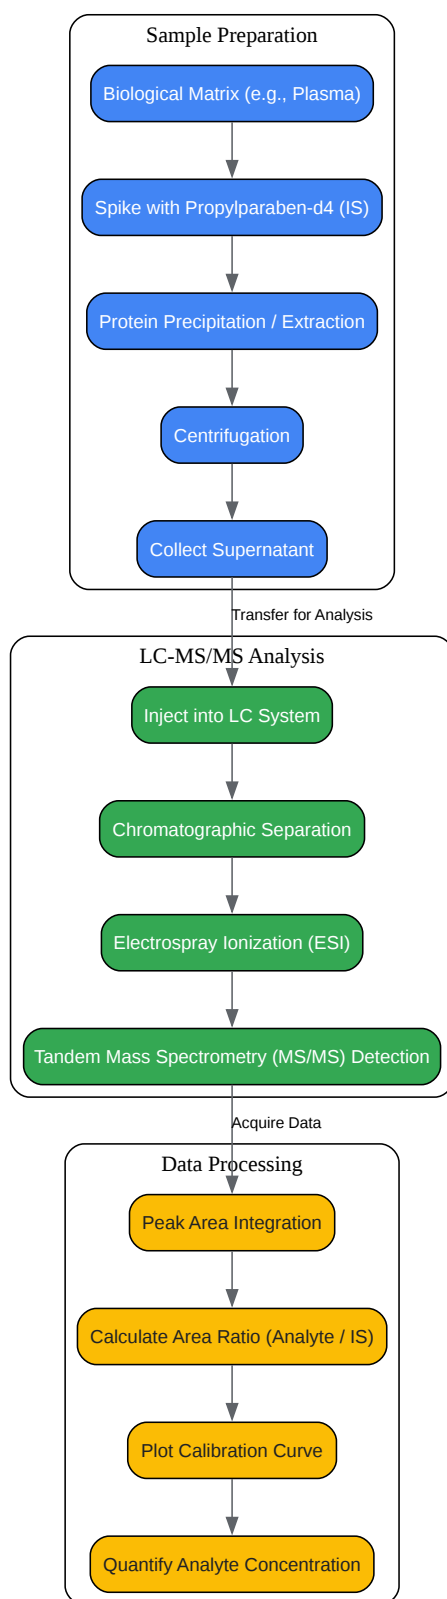 Sample Preparation
Biological Matrix (e.g., Plasma)
Spike with Propylparaben-d4 (IS)
Protein Precipitation / Extraction
Centrifugation
Collect Supernatant
Transfer for Analysis
LC-MS/MS Analysis
Inject into LC System
Chromatographic Separation
Electrospray Ionization (ESI)
Tandem Mass Spectrometry (MS/MS) Detection
Acquire Data
Data Processing
Peak Area Integration
Calculate Area Ratio (Analyte / IS)
Plot Calibration Curve
Quantify Analyte Concentration